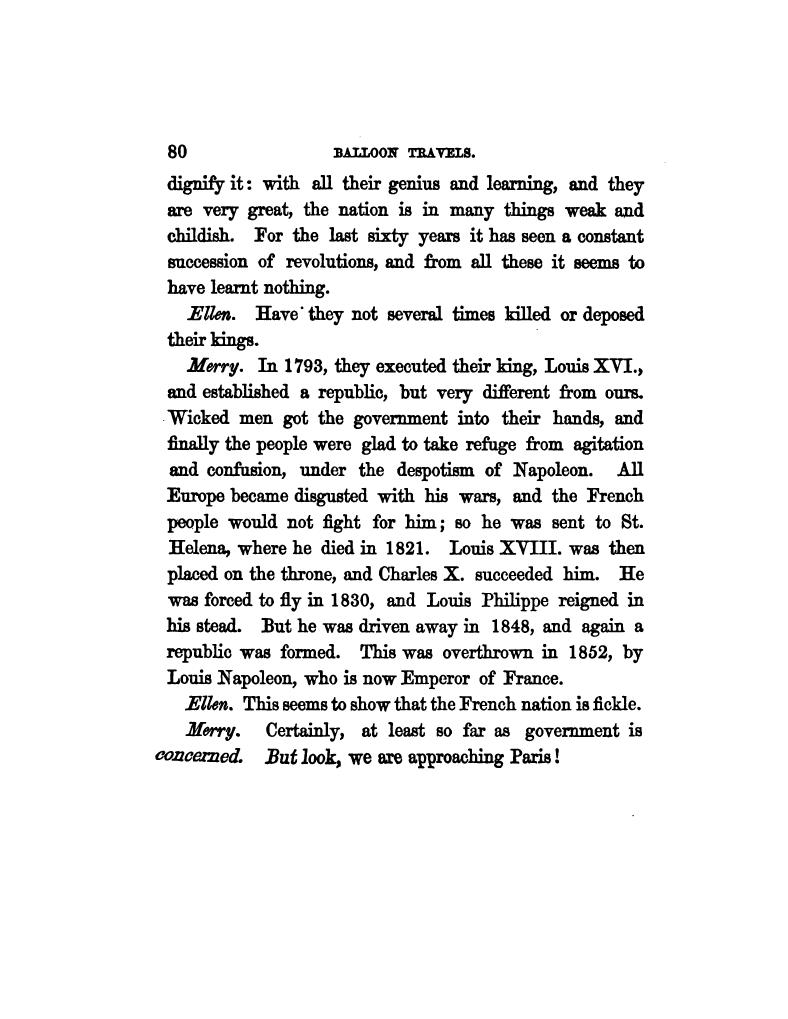 80 BALLOON TRAVELS.
dignify it: with all their genius and learning, and they
are very great, the nation is in many things weak and
childish. For the last sixty years it has seen a constant
succession of revolutions, and from all these it seems to
have learnt nothing.
Ellen. Have they not several times killed or deposed
their kings.
Merry. In 1793, they executed their king, Louis XVI.,
and established a republic, but very different from ours.
Wicked men got the government into their hands, and
finally the people were glad to take refuge from agitation
and confusion, under the despotism of Napoleon. All
Europe became disgusted with his wars, and the French
people would not fight for him; so he was sent to St.
Helena, where he died in 1821. Louis XVIII. was then
placed on the throne, and Charles X. succeeded him. He
was forced to fly in 1830, and Louis Philippe reigned in
his stead. But he was driven away in 1848, and again a
republic was formed. This was overthrown in 1852, by
Louis Napoleon, who is now Emperor of France.
Ellen. This seems to show that the French nation is fickle.
Merry. Certainly, at least so far as government is
concerned. But look, we are approaching Paris!